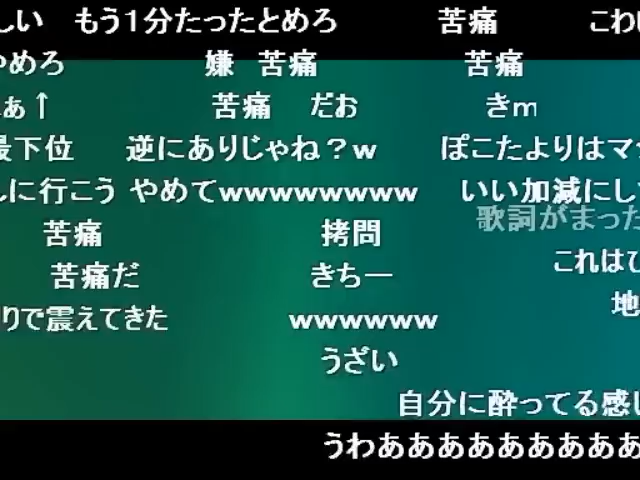 しい もう1分たったとめろ 苦痛 こわ
やめろ 嫌 苦痛 苦痛
ぁ↑ 苦痛 だお きm
最下位 逆にありじゃね？w ぽこたよりはマ
に行こう やめてwwwwwwwww いい加減にし
歌詞がまった
苦痛 拷問
これは
苦痛だ きちー
地
りで震えてきた wwwwww
うざい
自分に酔ってる感
うわあああああああああ